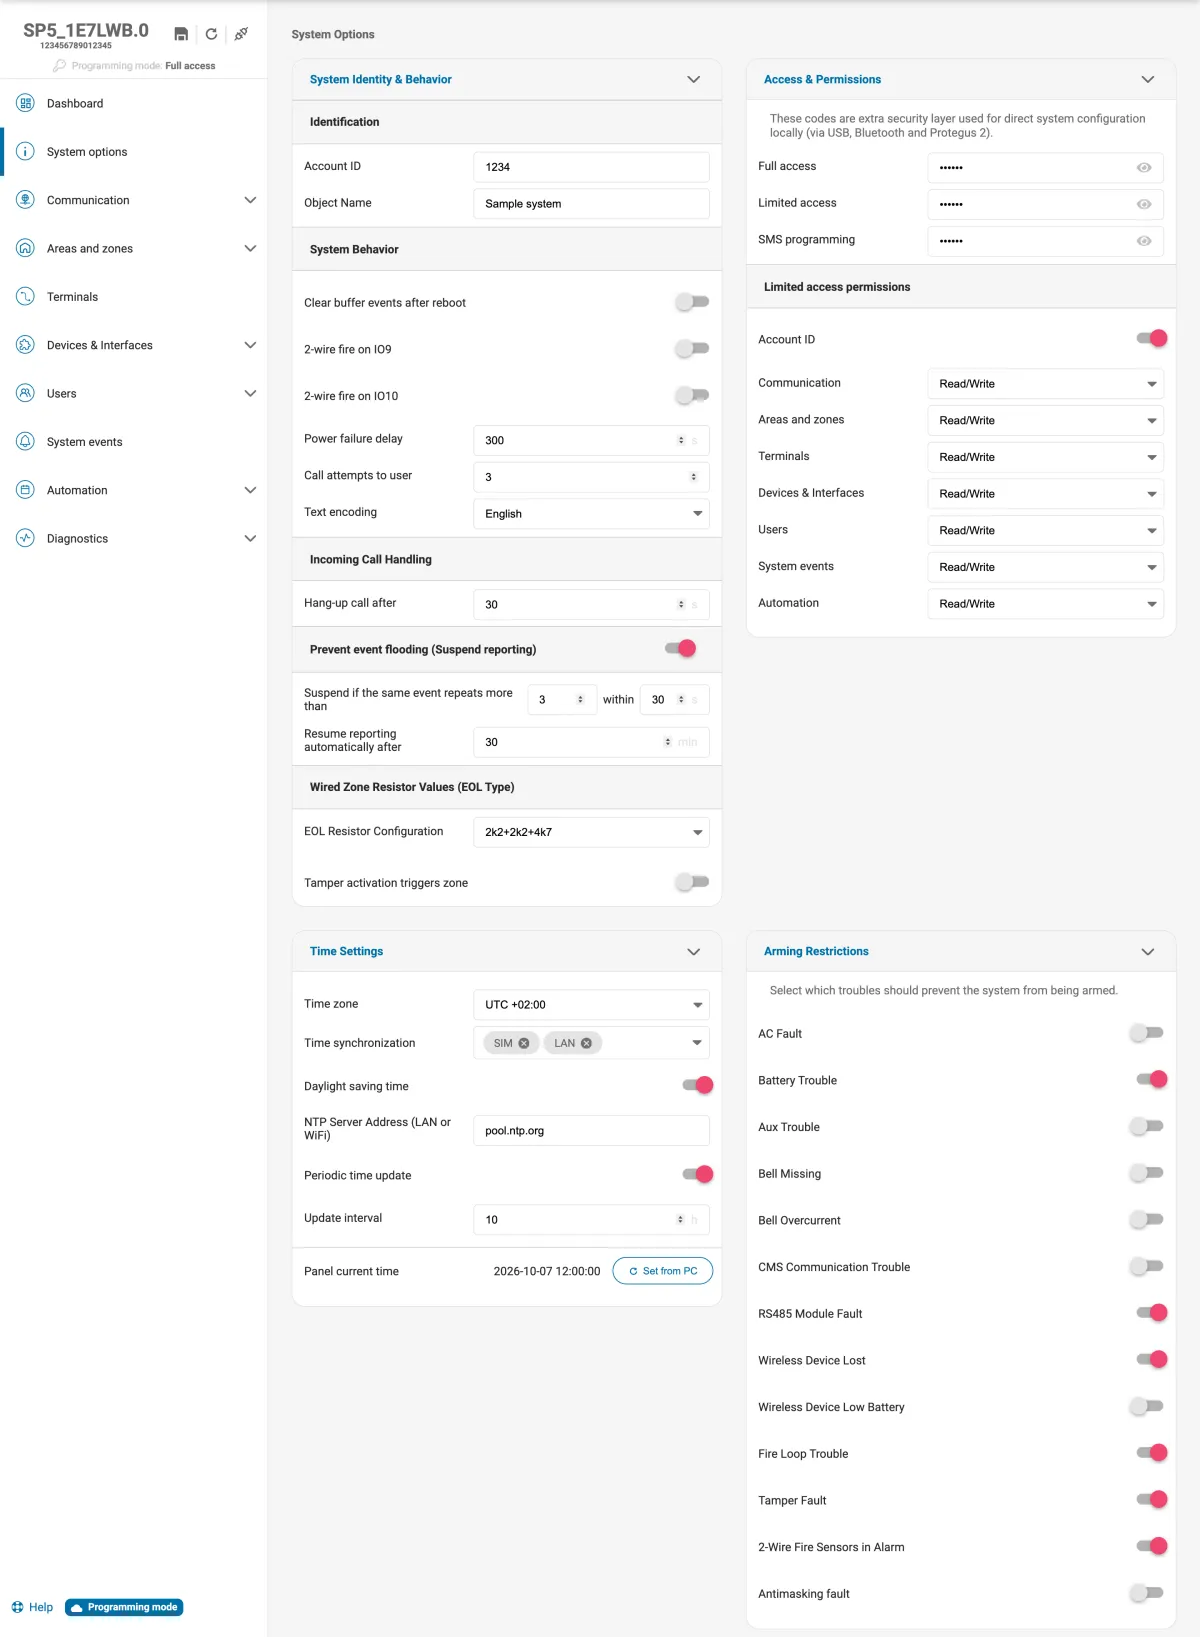 SP5_1E7LWB.0
123456789012345
Programming mode: Full access
Dashboard
System options
Communication
Areas and zones
Terminals
Devices & Interfaces
Users
System events
Automation
Diagnostics
Help
Programming mode
System Options
System Identity & Behavior
Identification
Account ID
1234
Object Name
Sample system
System Behavior
Clear buffer events after reboot
2-wire fire on IO9
2-wire fire on IO10
Power failure delay
300 s
Call attempts to user
3
Text encoding
English
Incoming Call Handling
Hang-up call after
30 s
Prevent event flooding (Suspend reporting)
Suspend if the same event repeats more
than
3 within 30 s
Resume reporting
automatically after
30 min
Wired Zone Resistor Values (EOL Type)
EOL Resistor Configuration
2k2+2k2+4k7
Tamper activation triggers zone
Access & Permissions
These codes are extra security layer used for direct system configuration
locally (via USB, Bluetooth and Protegus 2).
Full access
••••••
Limited access
••••••
SMS programming
••••••
Limited access permissions
Account ID
Communication
Read/Write
Areas and zones
Read/Write
Terminals
Read/Write
Devices & Interfaces
Read/Write
Users
Read/Write
System events
Read/Write
Automation
Read/Write
Time Settings
Time zone
UTC +02:00
Time synchronization
SIM LAN
Daylight saving time
NTP Server Address (LAN or
WiFi)
pool.ntp.org
Periodic time update
Update interval
10 h
Panel current time
2026-10-07 12:00:00
Set from PC
Arming Restrictions
Select which troubles should prevent the system from being armed.
AC Fault
Battery Trouble
Aux Trouble
Bell Missing
Bell Overcurrent
CMS Communication Trouble
RS485 Module Fault
Wireless Device Lost
Wireless Device Low Battery
Fire Loop Trouble
Tamper Fault
2-Wire Fire Sensors in Alarm
Antimasking fault